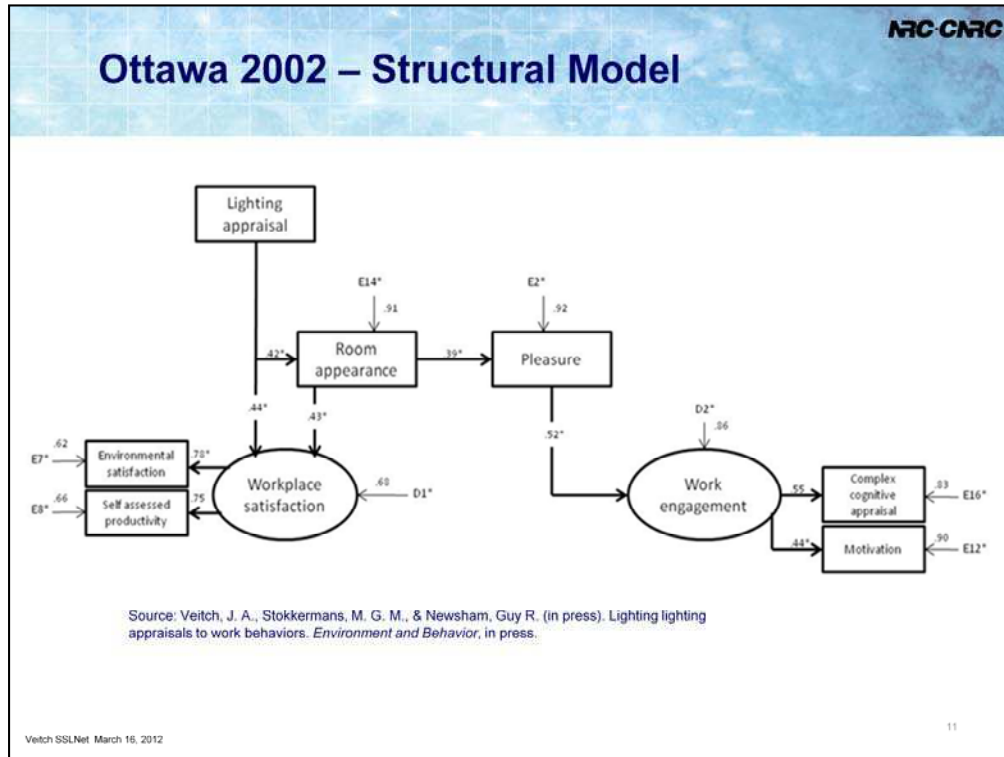 NRC·CNRC
Ottawa 2002 – Structural Model
Lighting
appraisal
E14*
.91
E2*
.92
.42*
Room
appearance
.39*
Pleasure
.44*
.43*
.52*
D2*
.86
.62
E7*
Environmental
satisfaction
.78*
.66
E8*
Self assessed
productivity
.75
Workplace
satisfaction
.68
D1*
Work
engagement
.55
Complex
cognitive
appraisal
.83
E16*
.44*
Motivation
.90
E12*
Source: Veitch, J. A., Stokkermans, M. G. M., & Newsham, Guy R. (in press). Lighting lighting
appraisals to work behaviors. Environment and Behavior, in press.
Veitch SSLNet March 16, 2012
11